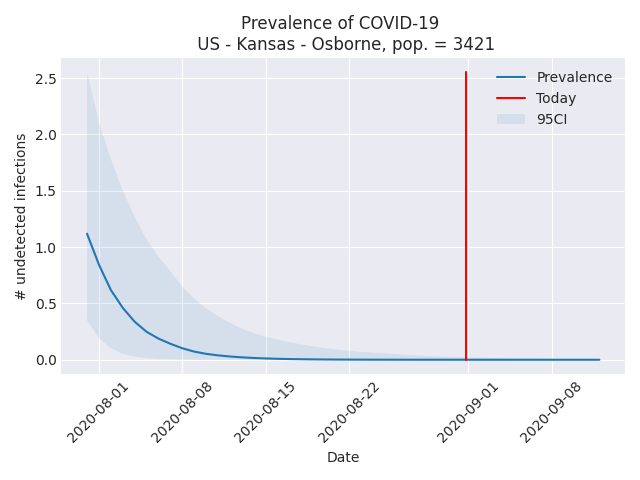 Prevalence of COVID-19
US - Kansas - Osborne, pop. = 3421
# undetected infections
2.5
2.0
1.5
1.0
0.5
0.0
Prevalence
Today
95CI
2020-08-01
2020-08-08
2020-08-15
2020-08-22
2020-09-01
2020-09-08
Date